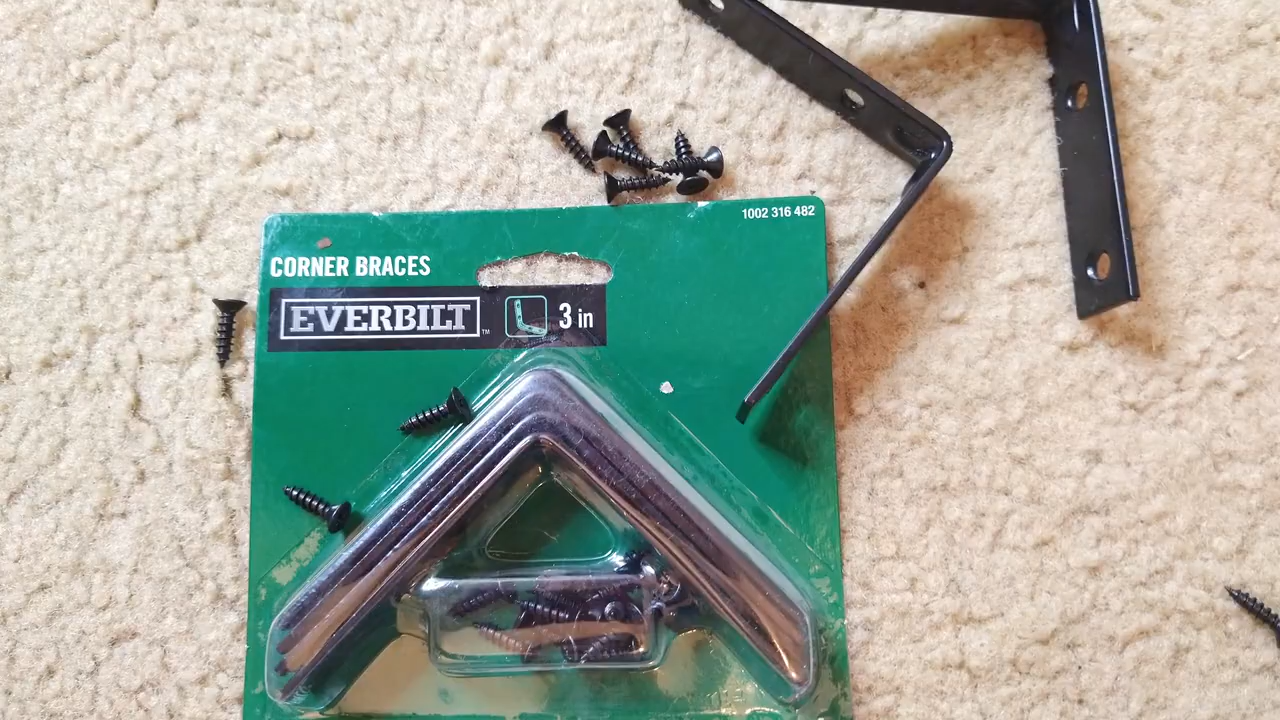 1002 316 482
CORNER BRACES
EVERBILT™
3 in